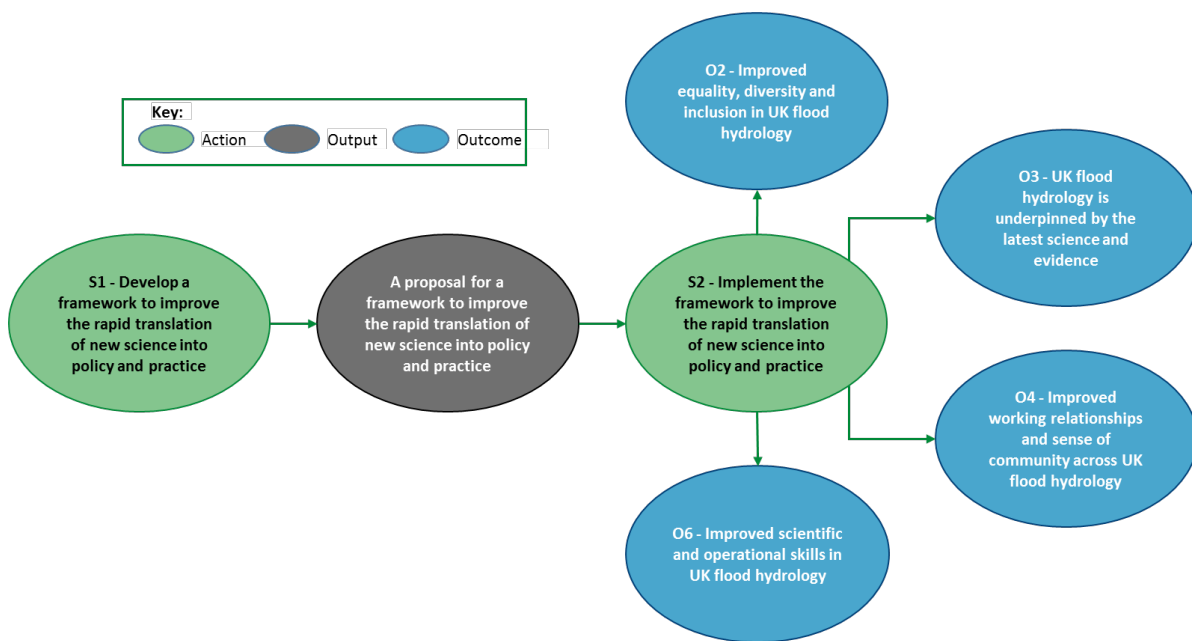 Key:
Action
Output
Outcome
O2 - Improved
equality, diversity and
inclusion in UK flood
hydrology
O3 - UK flood
hydrology is
underpinned by the
latest science and
evidence
S1 - Develop a
framework to improve
the rapid translation
of new science into
policy and practice
A proposal for a
framework to improve
the rapid translation of
new science into policy
and practice
S2 - Implement the
framework to improve
the rapid translation
of new science into
policy and practice
O4 - Improved
working relationships
and sense of
community across UK
flood hydrology
O6 - Improved scientific
and operational skills in
UK flood hydrology